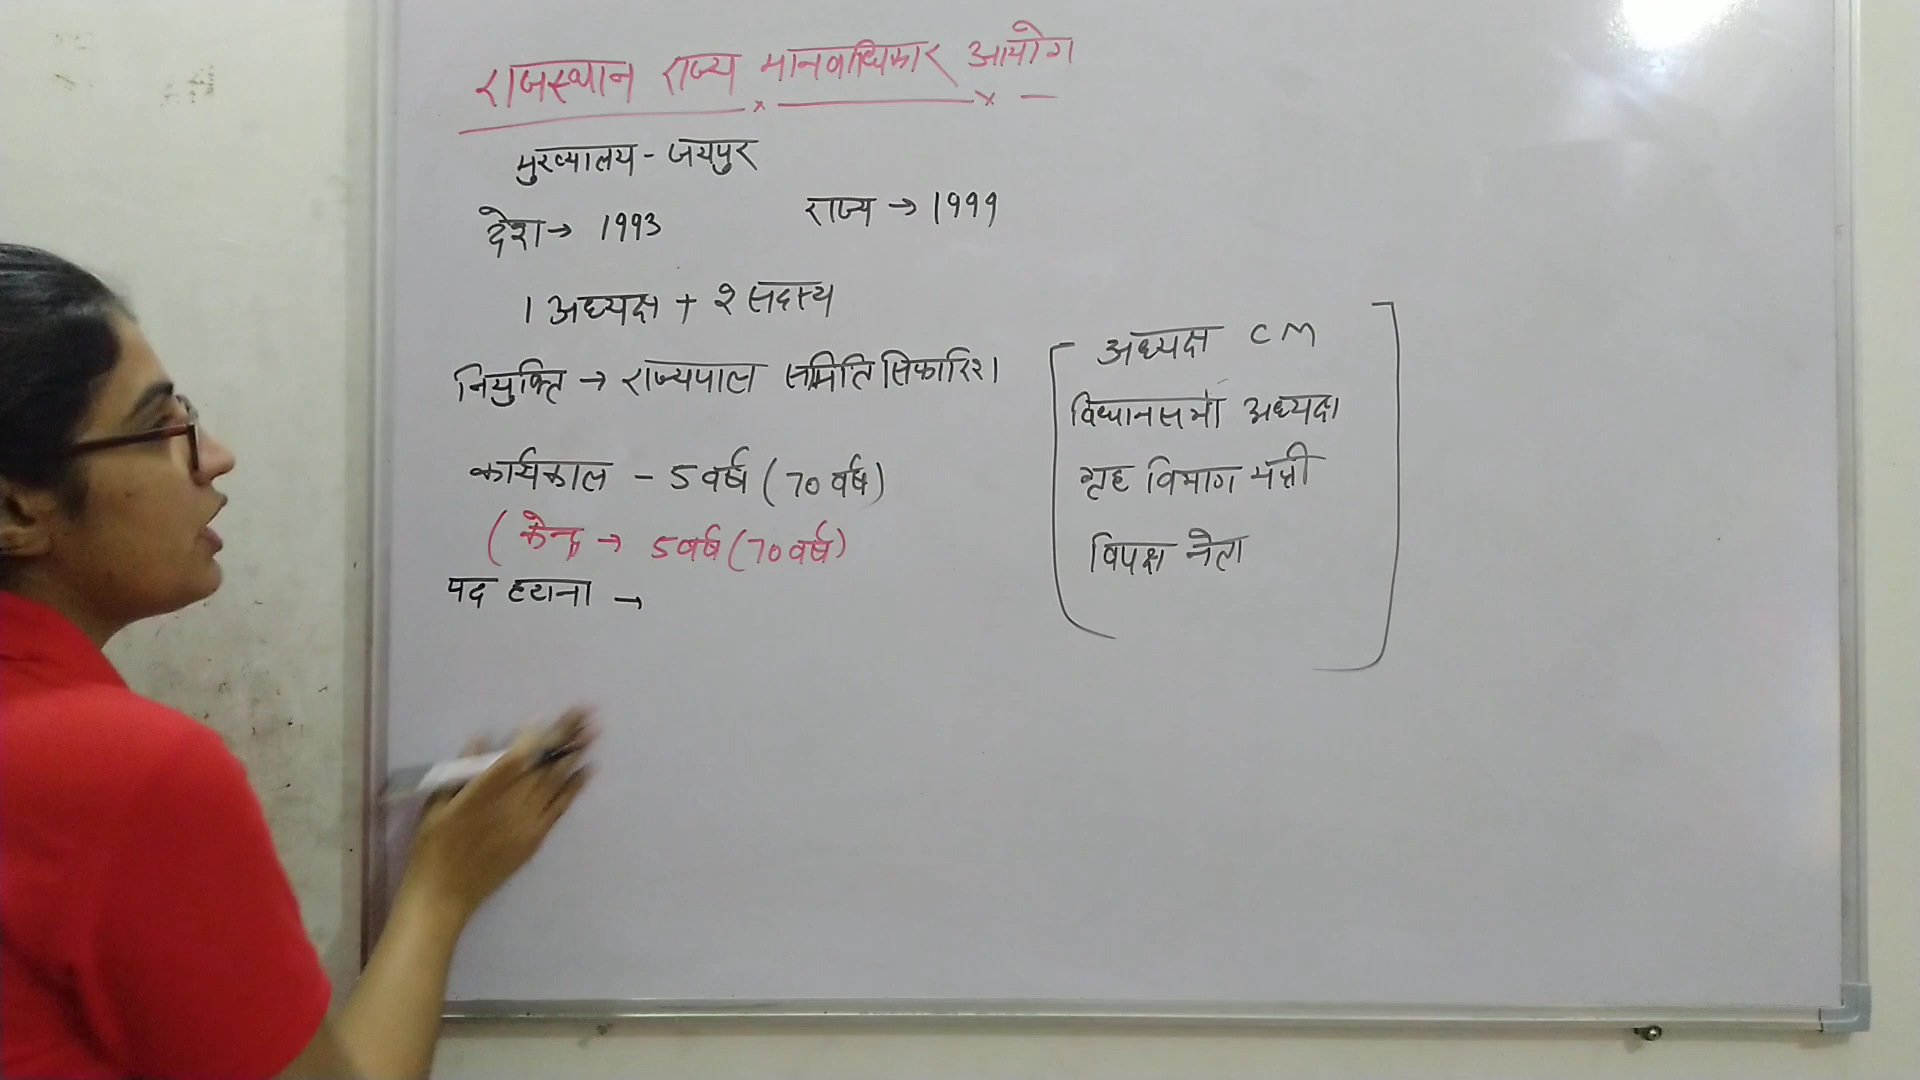 राजस्थान राज्य मानवाधिकार आयोग
मुख्यालय - जयपुर
देश → 1993 राज्य → 1999
1 अध्यक्ष + 2 सदस्य
नियुक्ति → राज्यपाल समिति सिफारिश
कार्यकाल - 5 वर्ष (70 वर्ष)
(केन्द्र → 5 वर्ष (70 वर्ष)
पद हटाना →
अध्यक्ष CM
विधानसभा अध्यक्ष
गृह विभाग मंत्री
विपक्ष नेता